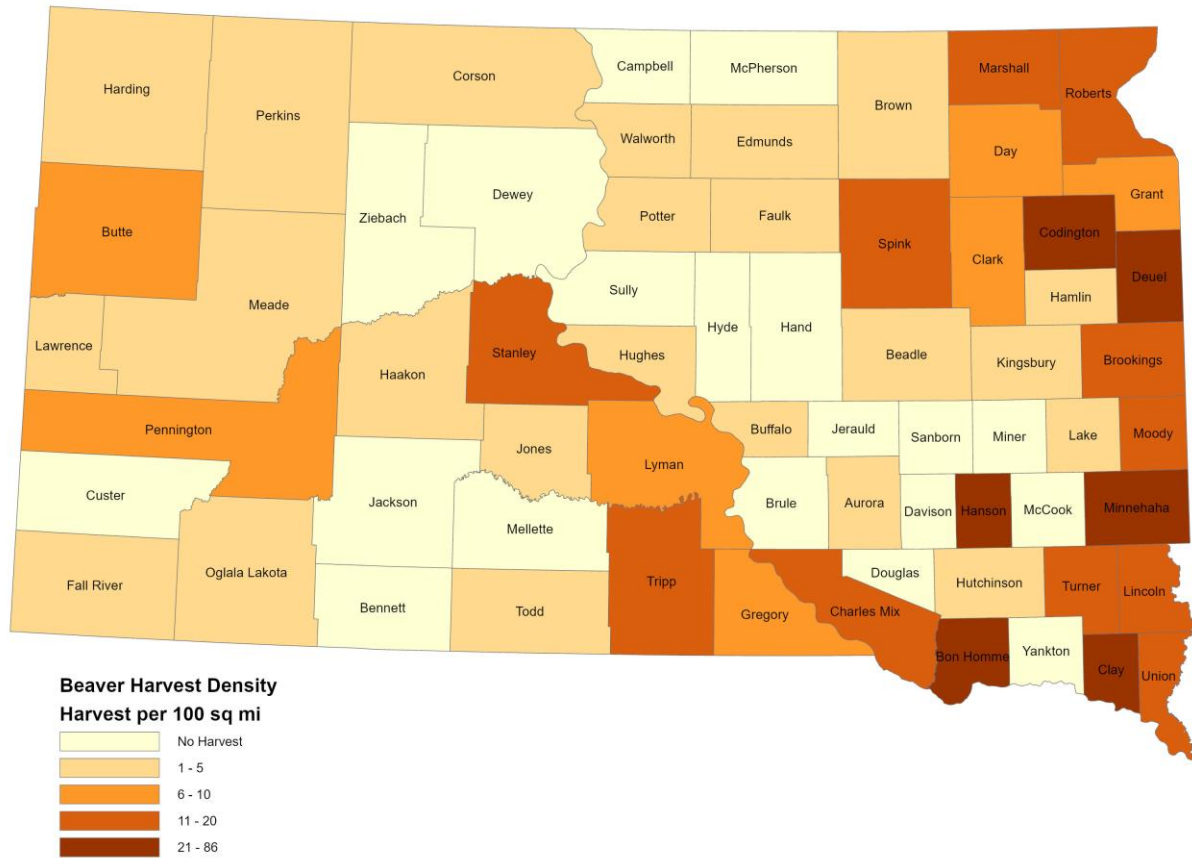 Campbell
McPherson
Marshall
Roberts
Harding
Corson
Perkins
Brown
Walworth
Edmunds
Day
Dewey
Grant
Ziebach
Potter
Faulk
Butte
Spink
Codington
Clark
Deuel
Sully
Meade
Hamlin
Hyde
Hand
Lawrence
Stanley
Hughes
Beadle
Kingsbury
Brookings
Haakon
Pennington
Buffalo
Jerauld
Sanborn
Miner
Lake
Moody
Jones
Lyman
Custer
Jackson
Brule
Aurora
Davison
Hanson
McCook
Minnehaha
Mellette
Fall River
Oglala Lakota
Tripp
Douglas
Hutchinson
Turner
Lincoln
Bennett
Todd
Gregory
Charles Mix
Bon Homme
Yankton
Clay
Union
Beaver Harvest Density
Harvest per 100 sq mi
No Harvest
1 - 5
6 - 10
11 - 20
21 - 86